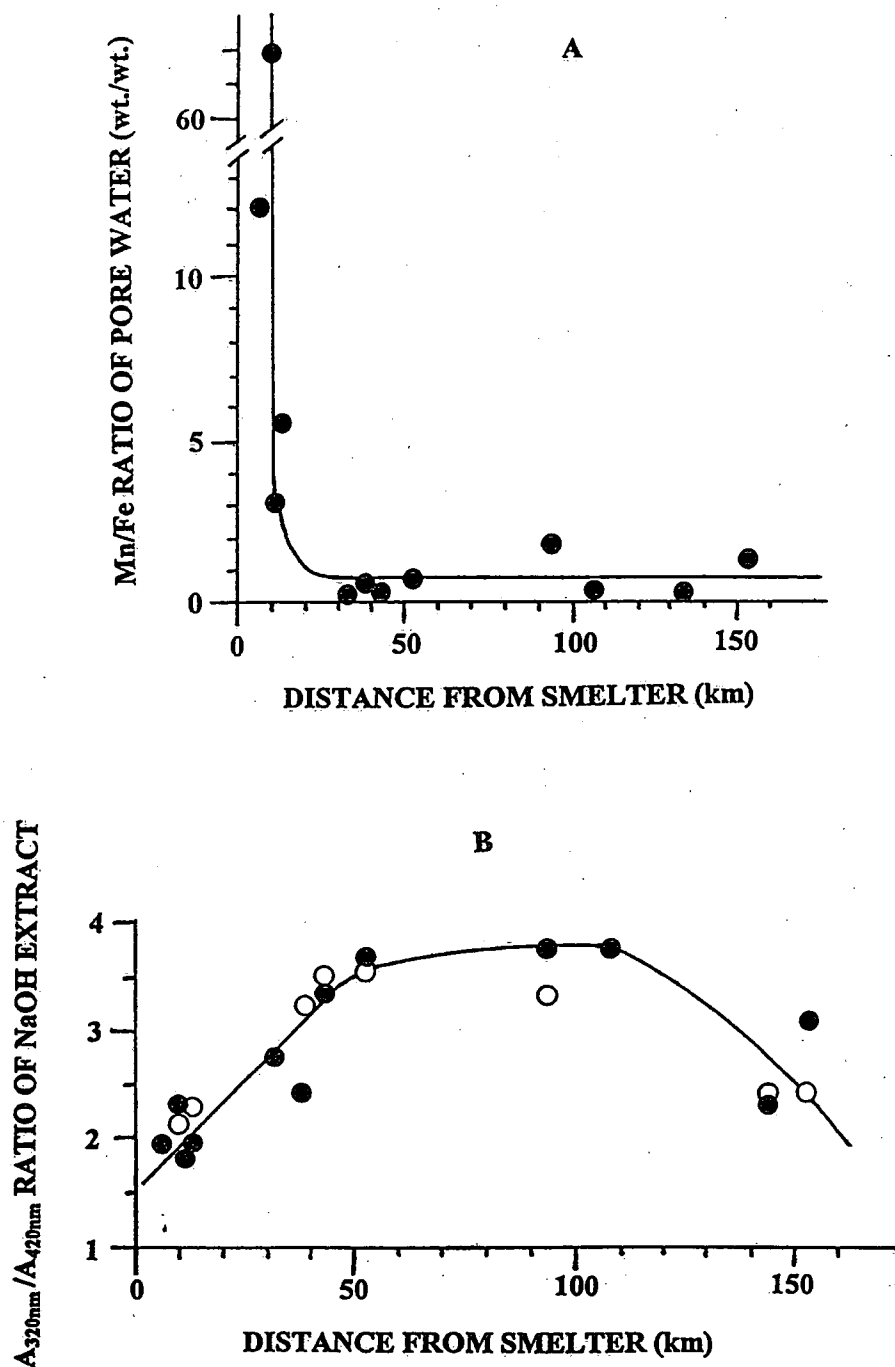 A
Mn/Fe RATIO OF PORE WATER (wt./wt.)
60
10
5
0
0 50 100 150
DISTANCE FROM SMELTER (km)
B
A320nm/A420nm RATIO OF NaOH EXTRACT
4
3
2
1
0 50 100 150
DISTANCE FROM SMELTER (km)